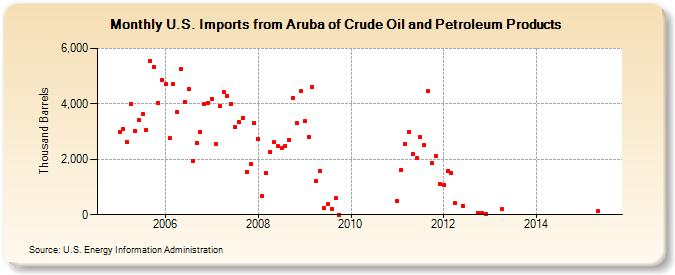 Monthly U.S. Imports from Aruba of Crude Oil and Petroleum Products
Thousand Barrels
6,000
4,000
2,000
0
2006 2008 2010 2012 2014
Source: U.S. Energy Information Administration